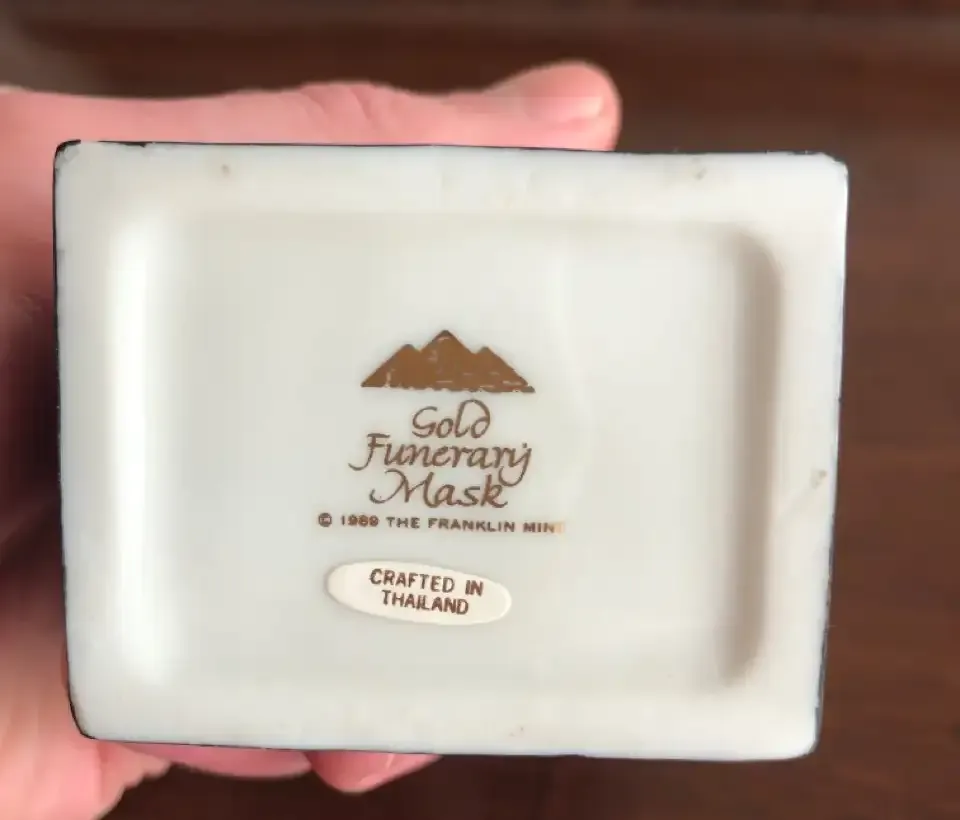 Gold
Funerary
Mask
© 1989 THE FRANKLIN MINT
CRAFTED IN
THAILAND